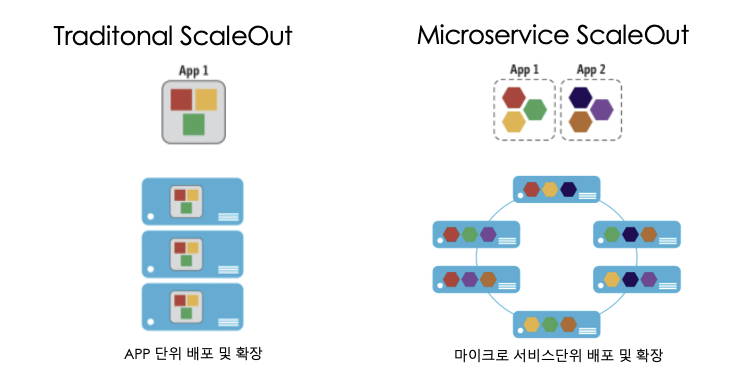 Traditonal ScaleOut
App 1
APP 단위 배포 및 확장
Microservice ScaleOut
App 1
App 2
마이크로 서비스단위 배포 및 확장